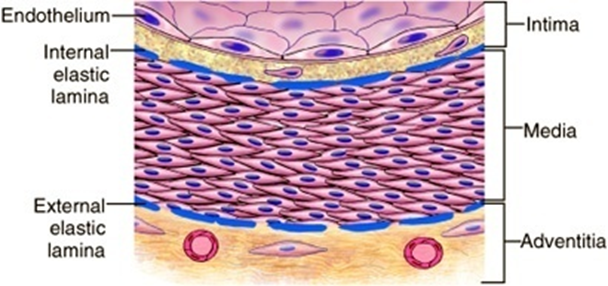 Endothelium
Internal
elastic
lamina
External
elastic
lamina
Intima
Media
Adventitia